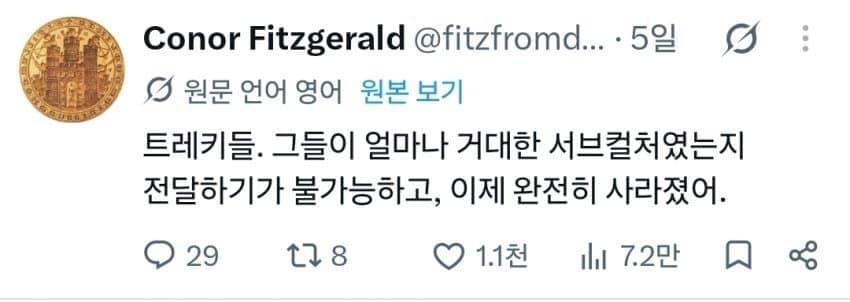 Conor Fitzgerald @fitzfromd... · 5일
원문 언어 영어 원본 보기
트레키들. 그들이 얼마나 거대한 서브컬처였는지
전달하기가 불가능하고, 이제 완전히 사라졌어.
29 8 1.1천 7.2만